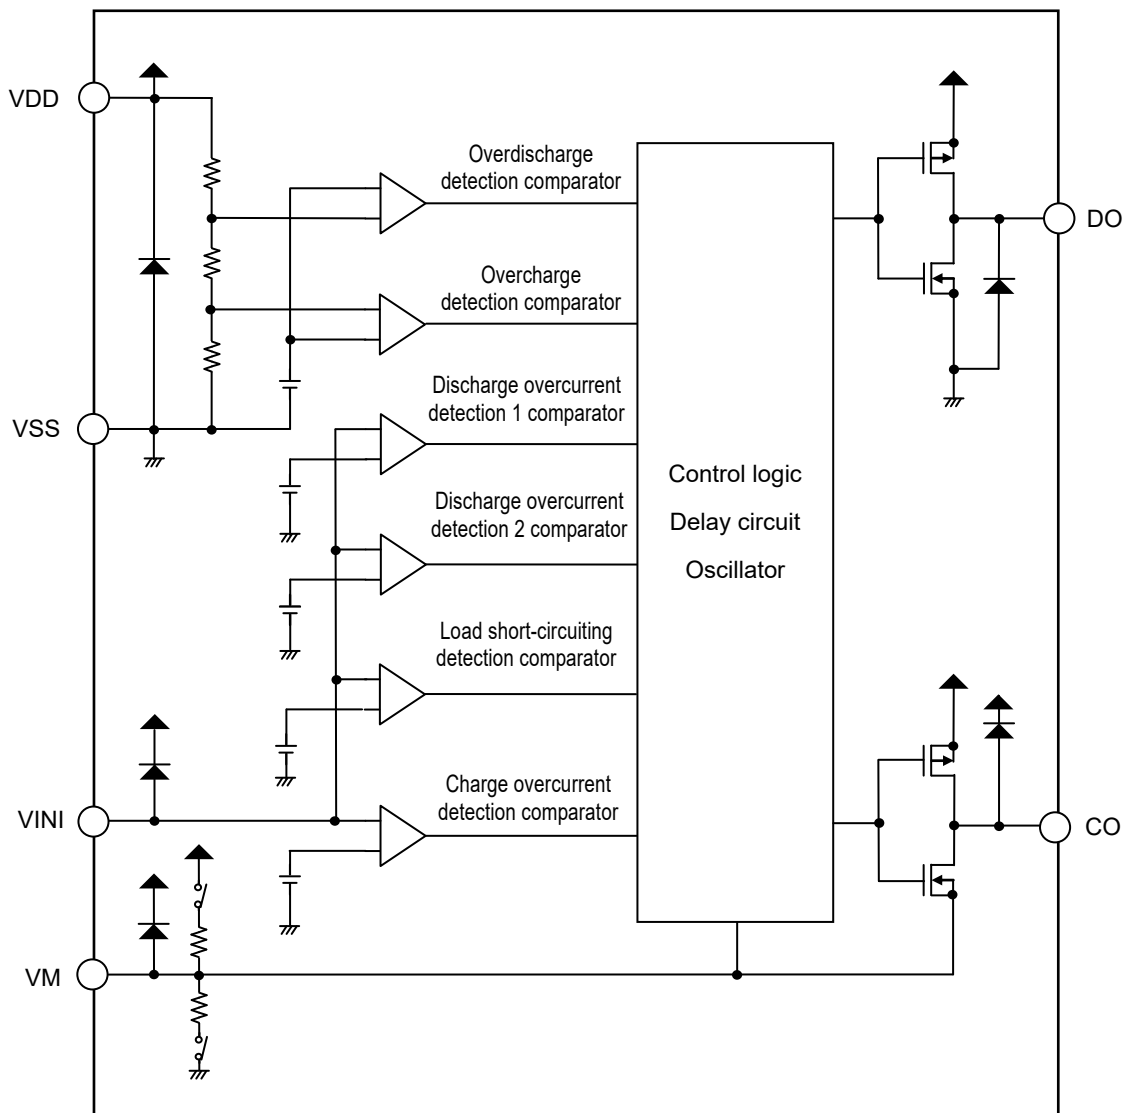 VDD
Overdischarge
detection comparator
DO
Overcharge
detection comparator
Discharge overcurrent
detection 1 comparator
VSS
Control logic
Delay circuit
Oscillator
Discharge overcurrent
detection 2 comparator
Load short-circuiting
detection comparator
Charge overcurrent
detection comparator
VINI
CO
VM